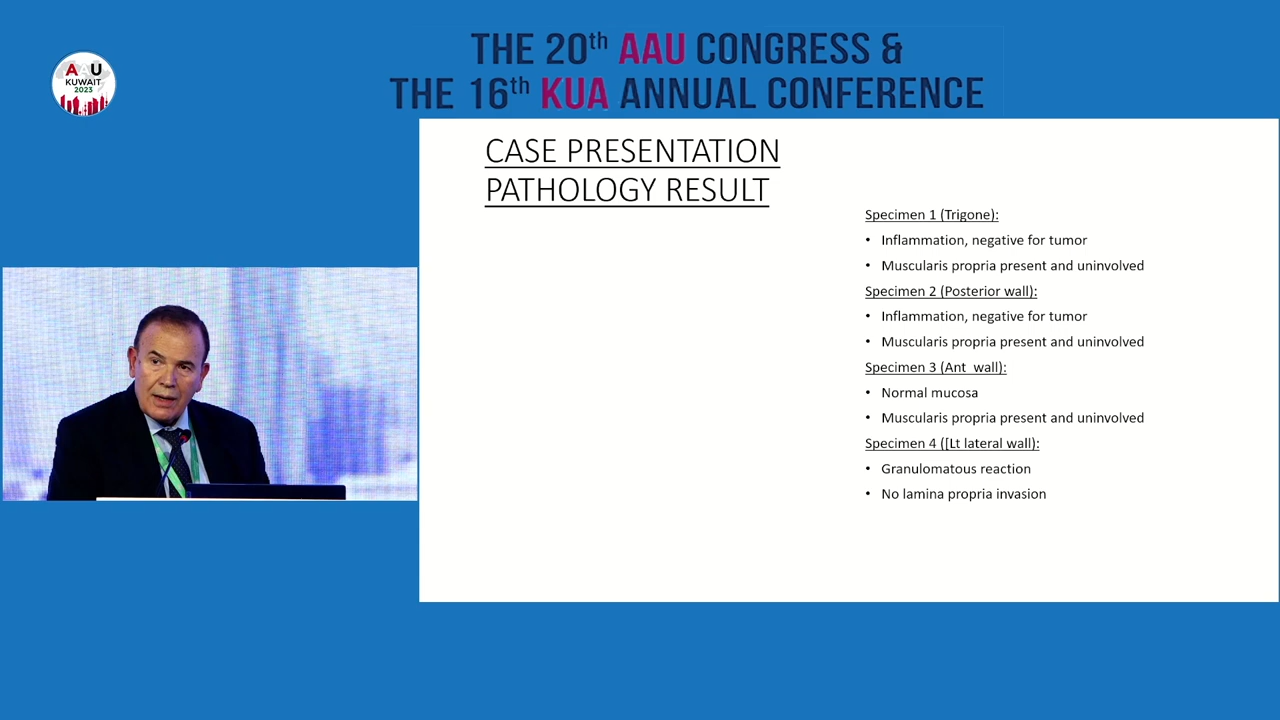 AAU
KUWAIT
2023
THE 20th AAU CONGRESS &
THE 16th KUA ANNUAL CONFERENCE
CASE PRESENTATION
PATHOLOGY RESULT
Specimen 1 (Trigone):
• Inflammation, negative for tumor
• Muscularis propria present and uninvolved
Specimen 2 (Posterior wall):
• Inflammation, negative for tumor
• Muscularis propria present and uninvolved
Specimen 3 (Ant wall):
• Normal mucosa
• Muscularis propria present and uninvolved
Specimen 4 ([Lt lateral wall):
• Granulomatous reaction
• No lamina propria invasion